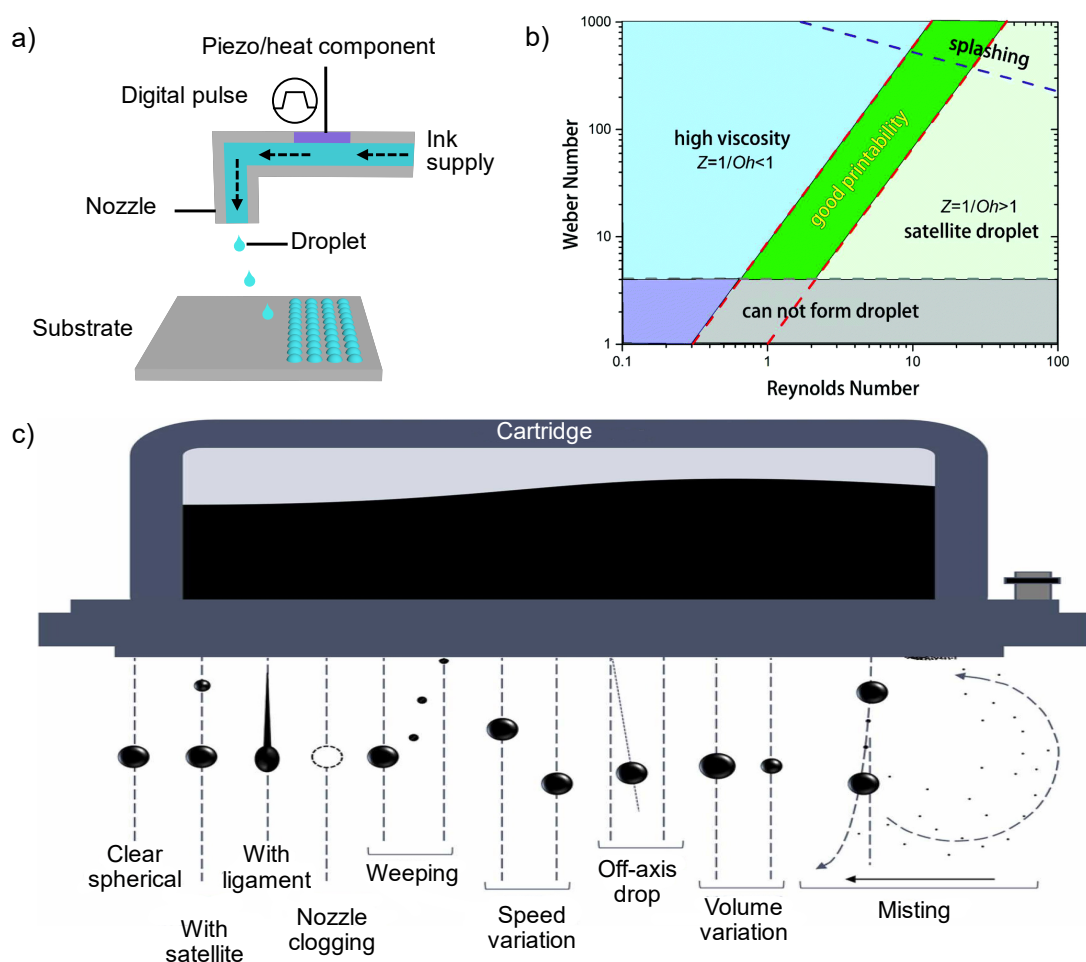 a)
Piezo/heat component
Digital pulse
Ink
supply
Nozzle
Droplet
Substrate
b)
1000
100
10
1
Weber Number
splashing
high viscosity
Z=1/Oh<1
good printability
Z=1/Oh>1
satellite droplet
can not form droplet
0.1
1
10
100
Reynolds Number
c)
Cartridge
Clear
spherical
With
satellite
With
ligament
Nozzle
clogging
Weeping
Speed
variation
Off-axis
drop
Volume
variation
Misting